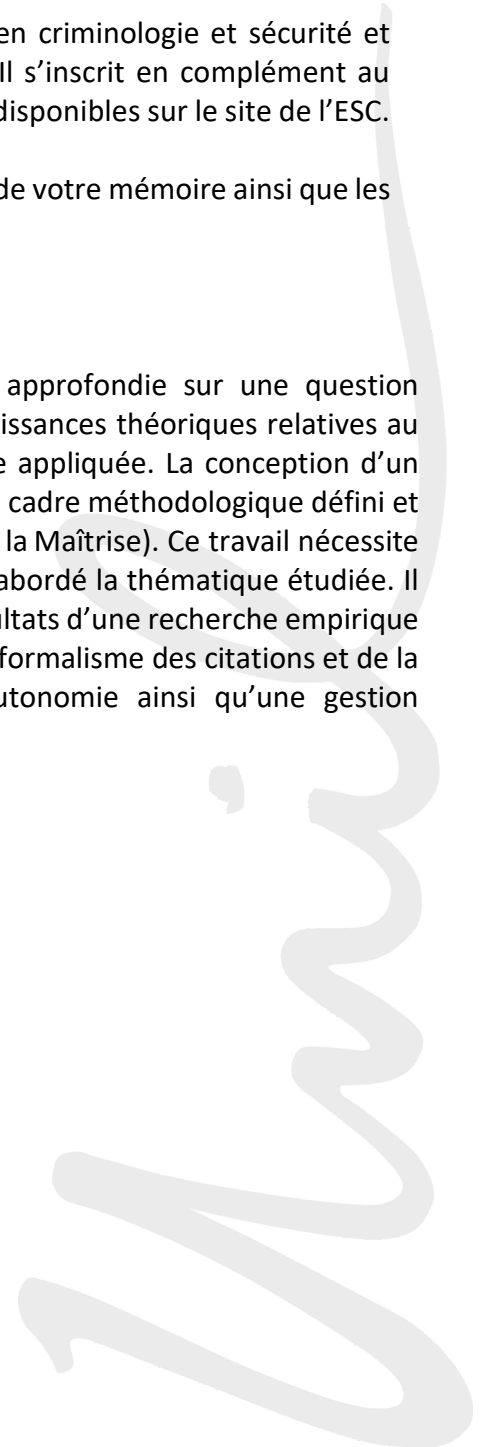 en criminologie et sécurité et
Il s’inscrit en complément au
disponibles sur le site de l’ESC.
de votre mémoire ainsi que les
approfondie sur une question
issances théoriques relatives au
e appliquée. La conception d’un
cadre méthodologique défini et
la Maîtrise). Ce travail nécessite
abordé la thématique étudiée. Il
ultats d’une recherche empirique
formalisme des citations et de la
utonomie ainsi qu’une gestion
Unil